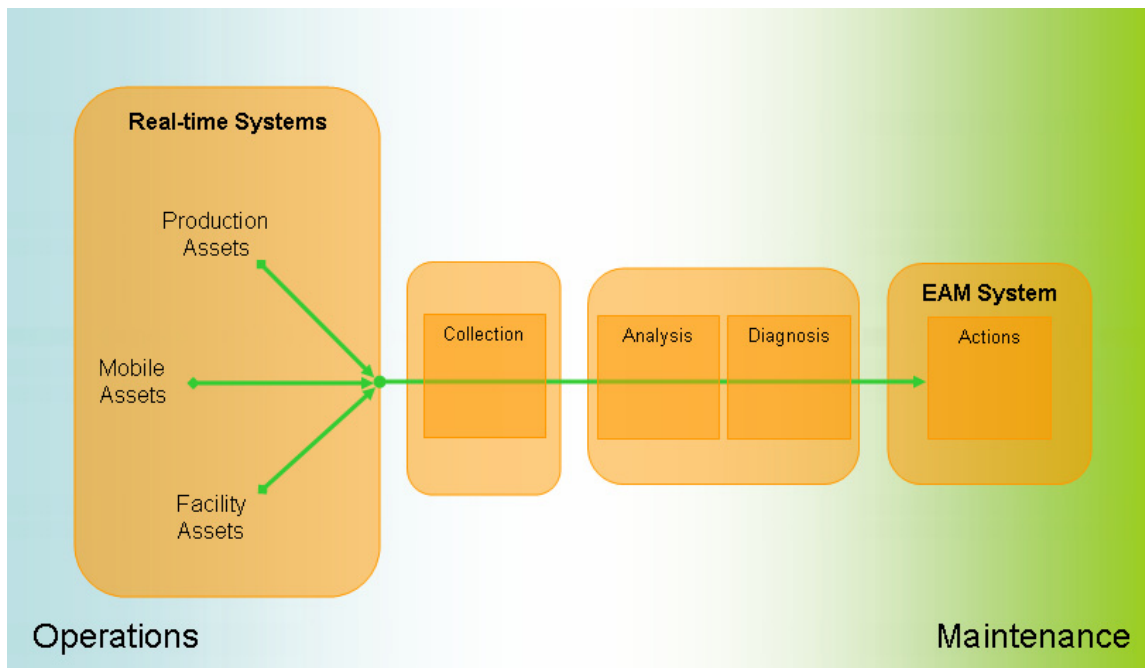 Real-time Systems
Production
Assets
Mobile
Assets
Facility
Assets
Collection
Analysis
Diagnosis
EAM System
Actions
Operations
Maintenance